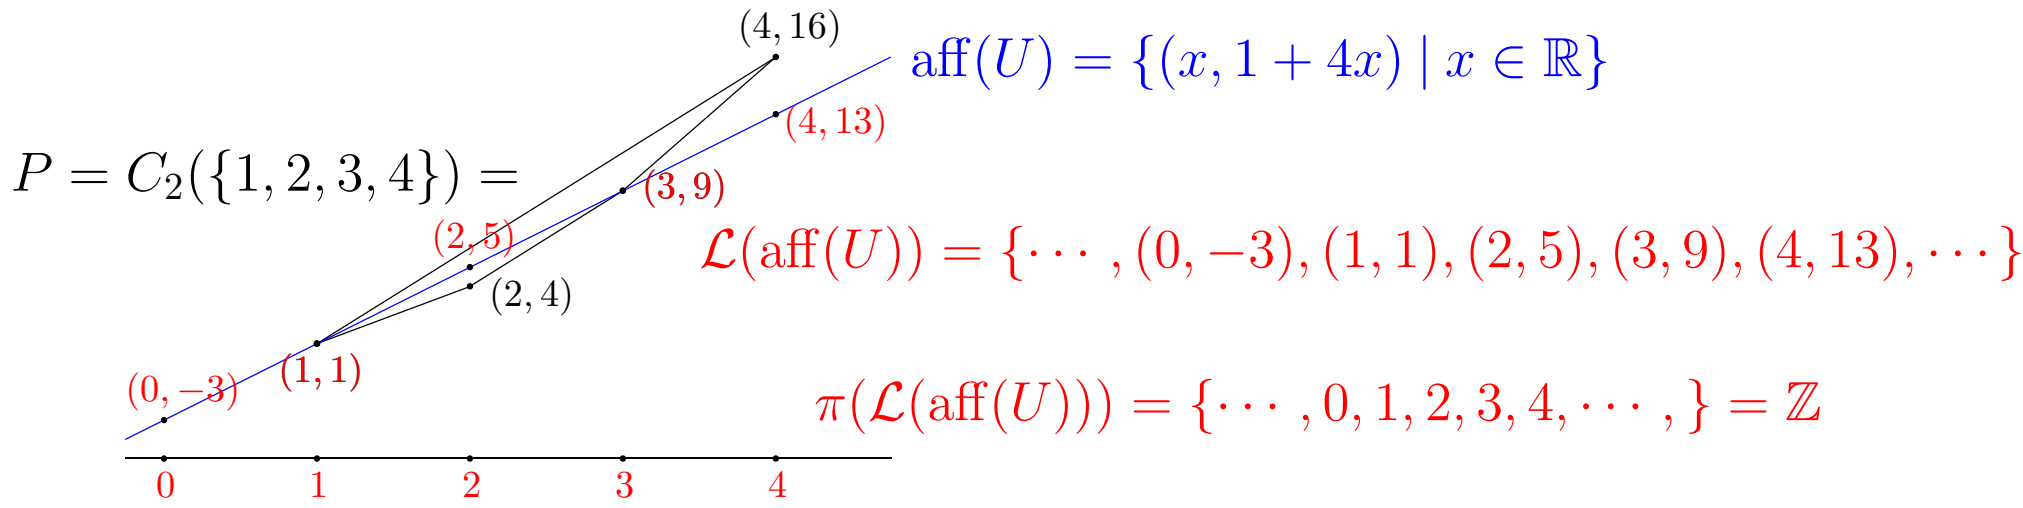 (4, 16)
aff(U) = {(x, 1 + 4x) | x ∈ ℝ}
(4, 13)
P = C₂({1, 2, 3, 4}) =
(3, 9)
(2, 5)
ℒ(aff(U)) = {· · · , (0, −3), (1, 1), (2, 5), (3, 9), (4, 13), · · · }
(2, 4)
(1, 1)
(0, −3)
π(ℒ(aff(U))) = {· · · , 0, 1, 2, 3, 4, · · · , } = ℤ
0 1 2 3 4